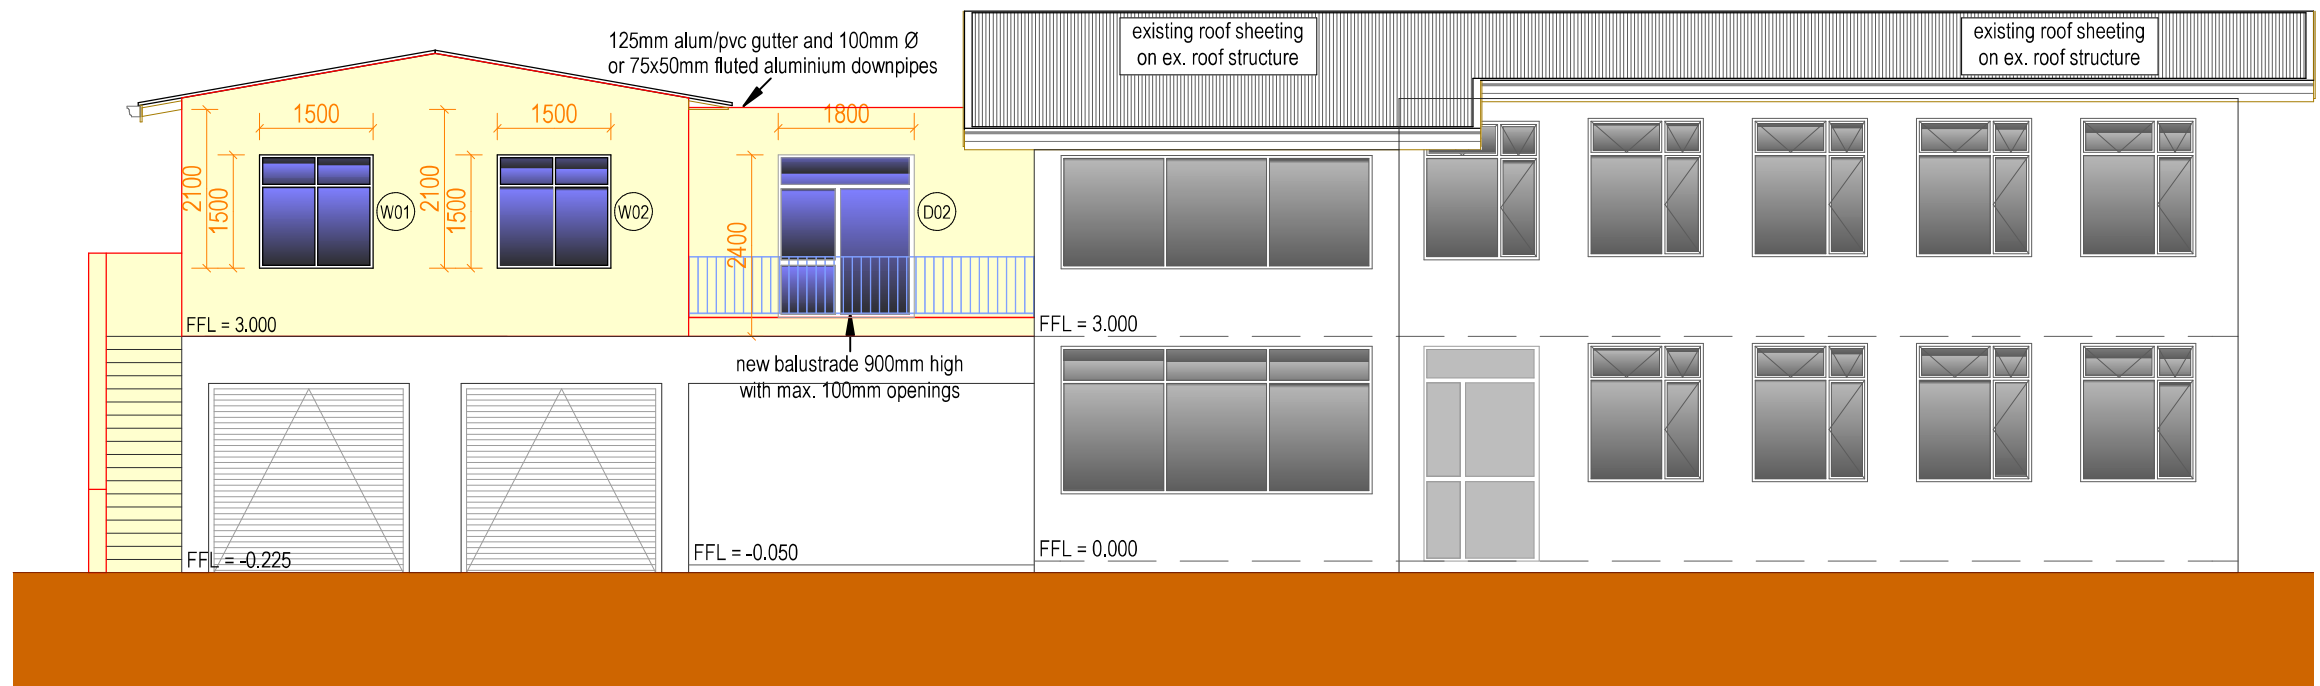 125mm alum/pvc gutter and 100mm Ø
or 75x50mm fluted aluminium downpipes
existing roof sheeting
on ex. roof structure
existing roof sheeting
on ex. roof structure
1500
1500
1800
2100
1500
W01
2100
1500
W02
2400
D02
FFL = 3.000
FFL = 3.000
new balustrade 900mm high
with max. 100mm openings
FFL = -0.225
FFL = -0.050
FFL = 0.000